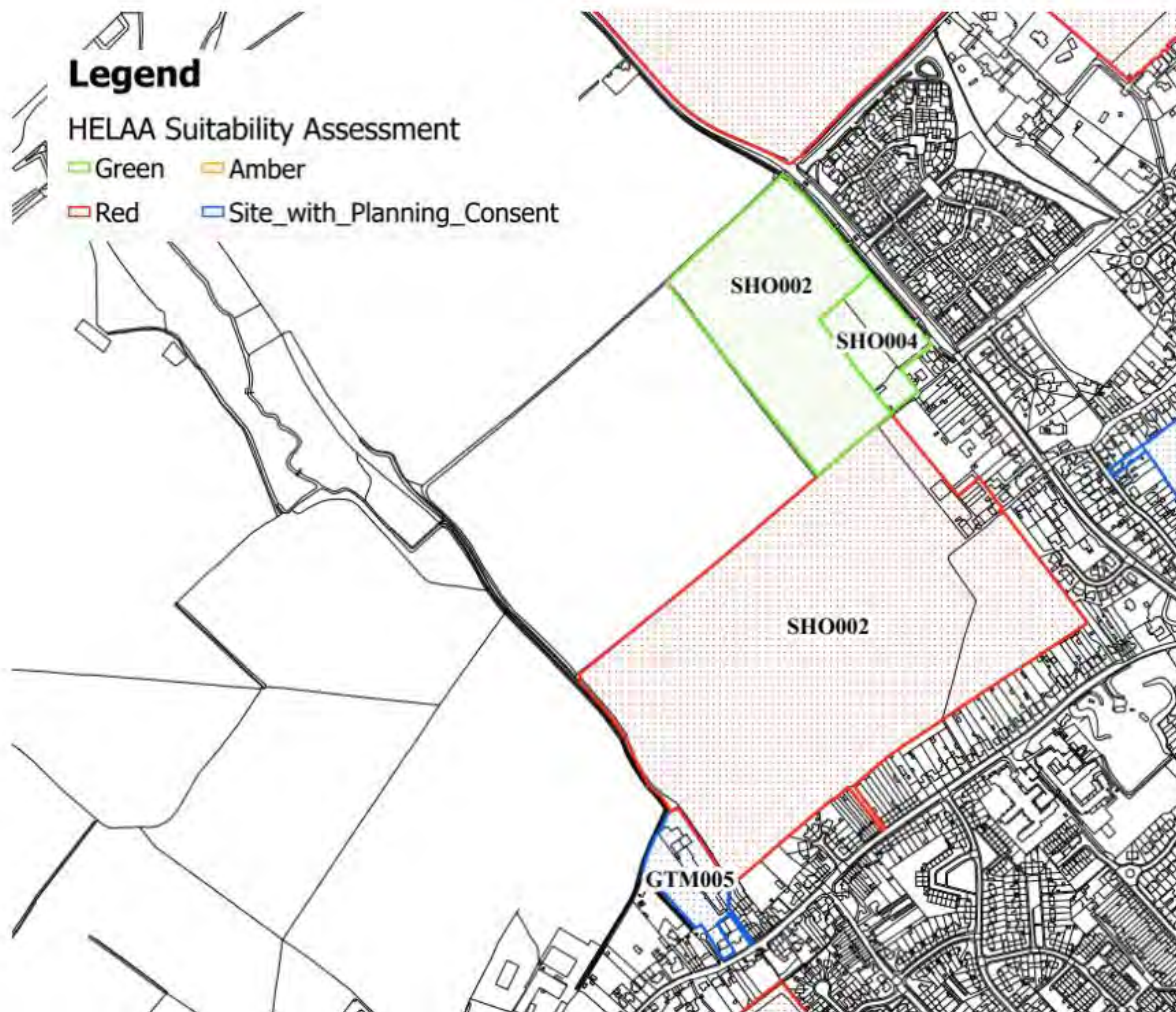 Legend
HELAA Suitability Assessment
Green Amber
Red Site_with_Planning_Consent
SHO002
SHO004
SHO002
GTM005